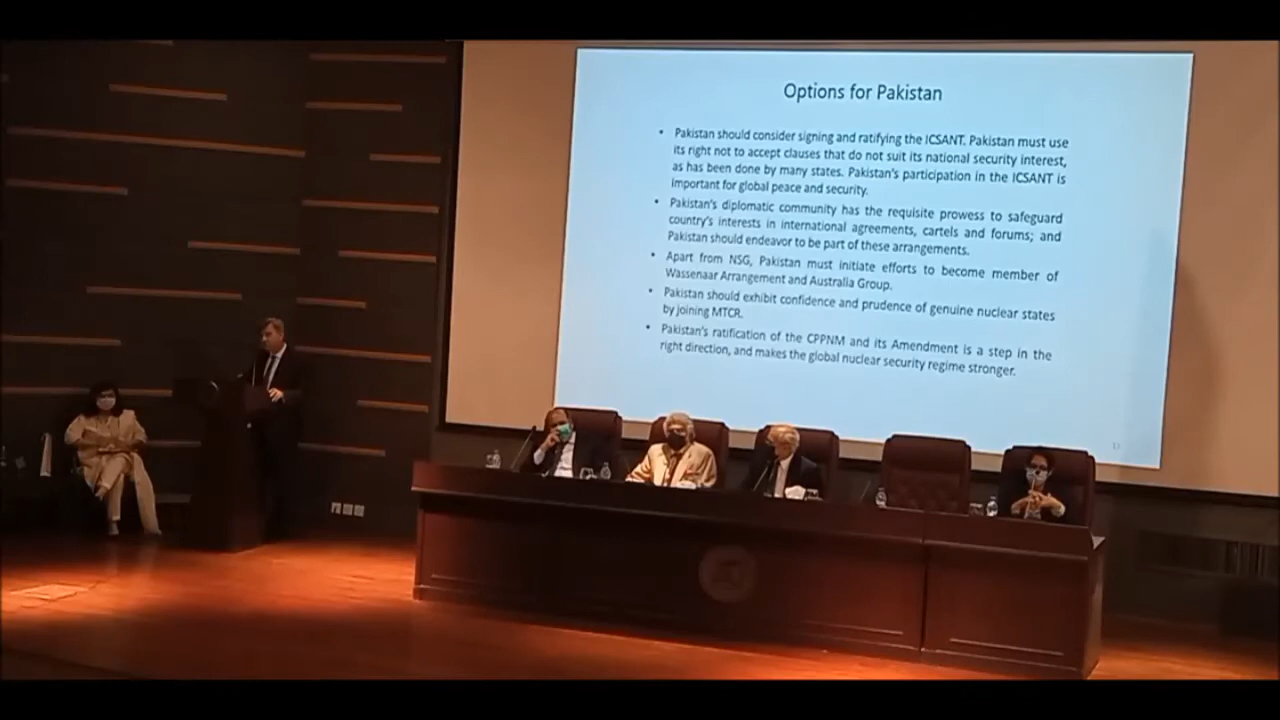 Options for Pakistan
• Pakistan should consider signing and ratifying the ICSANT. Pakistan must use
its right not to accept clauses that do not suit its national security interest,
as has been done by many states. Pakistan's participation in the ICSANT is
important for global peace and security.
• Pakistan's diplomatic community has the requisite prowess to safeguard
country's interests in international agreements, cartels and forums; and
Pakistan should endeavor to be part of these arrangements.
• Apart from NSG, Pakistan must initiate efforts to become member of
Wassenaar Arrangement and Australia Group.
• Pakistan should exhibit confidence and prudence of genuine nuclear states
by joining MTCR.
• Pakistan's ratification of the CPPNM and its Amendment is a step in the
right direction, and makes the global nuclear security regime stronger.